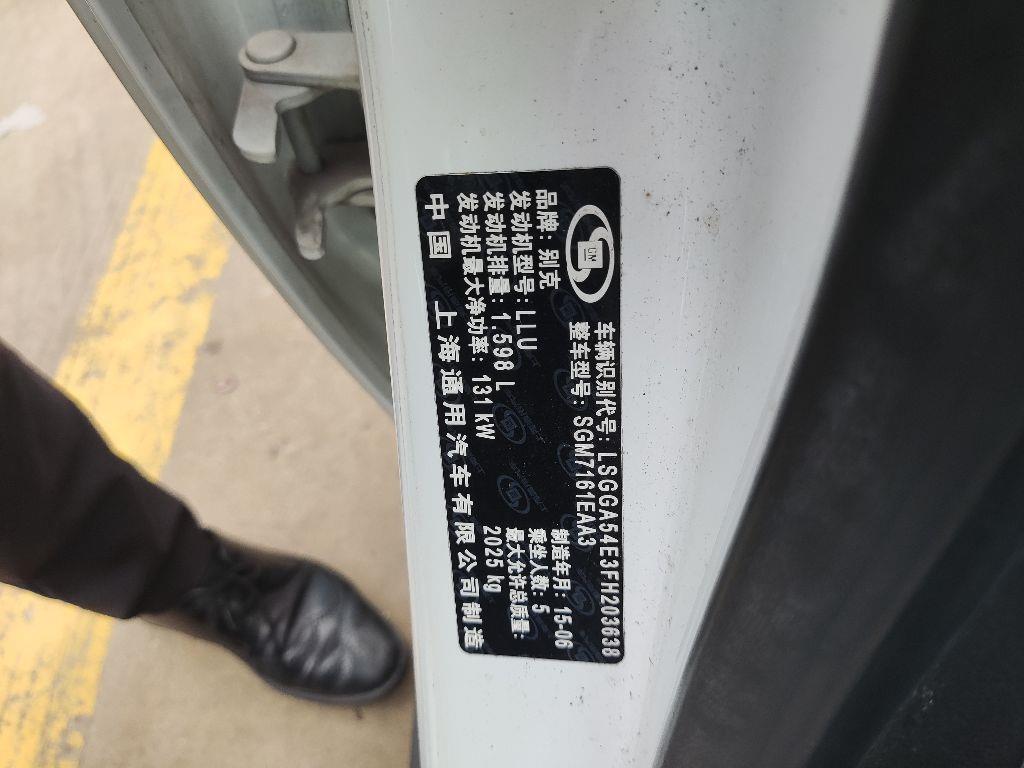 GM
车辆识别代号: LSGGA54E3FH203638
整车型号: SGM7161EAA3
品牌: 别克
制造年月: 15-06
发动机型号: LLU
乘坐人数: 5
发动机排量: 1.598 L
最大允许总质量:
发动机最大净功率: 131 kW
2025 kg
中国 上海通用汽车有限公司制造